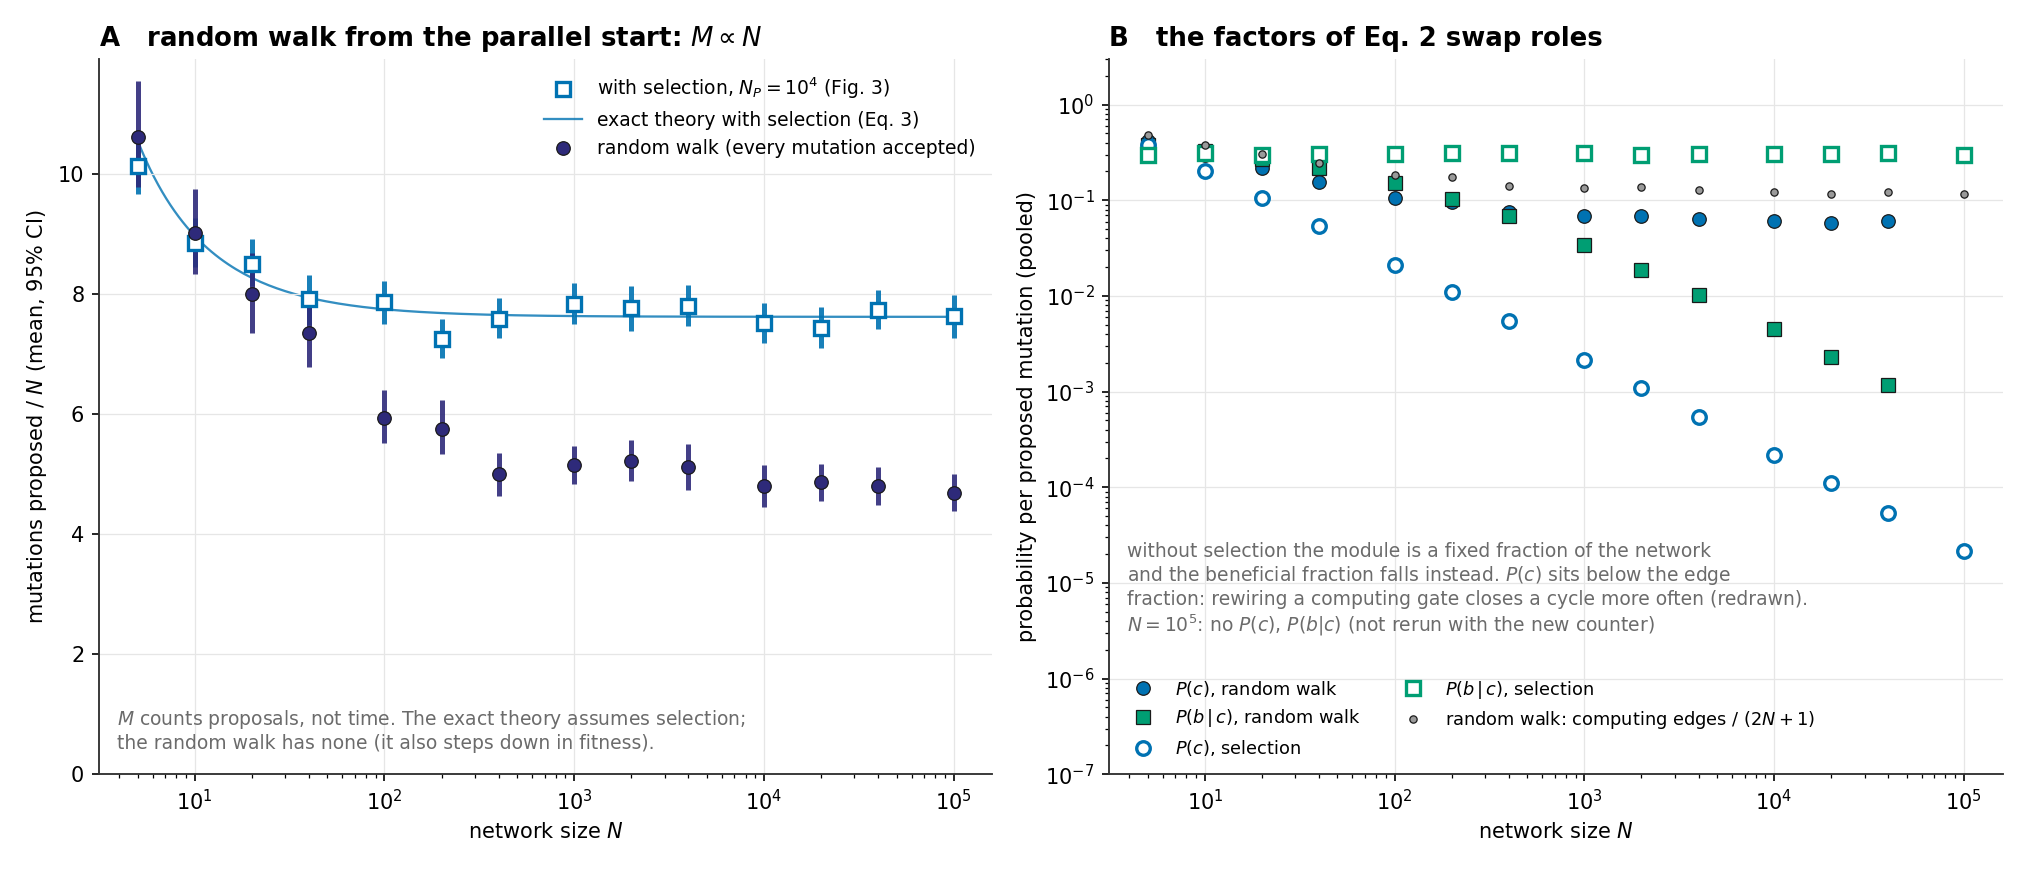 A random walk from the parallel start: M ∝ N
with selection, N_P = 10^4 (Fig. 3)
exact theory with selection (Eq. 3)
random walk (every mutation accepted)
mutations proposed / N (mean, 95% CI)
10
8
6
4
2
0
M counts proposals, not time. The exact theory assumes selection;
the random walk has none (it also steps down in fitness).
10^1 10^2 10^3 10^4 10^5
network size N
B the factors of Eq. 2 swap roles
probability per proposed mutation (pooled)
10^0
10^−1
10^−2
10^−3
10^−4
10^−5
10^−6
10^−7
without selection the module is a fixed fraction of the network
and the beneficial fraction falls instead. P(c) sits below the edge
fraction: rewiring a computing gate closes a cycle more often (redrawn).
N = 10^5: no P(c), P(b|c) (not rerun with the new counter)
P(c), random walk
P(b | c), random walk
P(c), selection
P(b | c), selection
random walk: computing edges / (2N + 1)
10^1 10^2 10^3 10^4 10^5
network size N